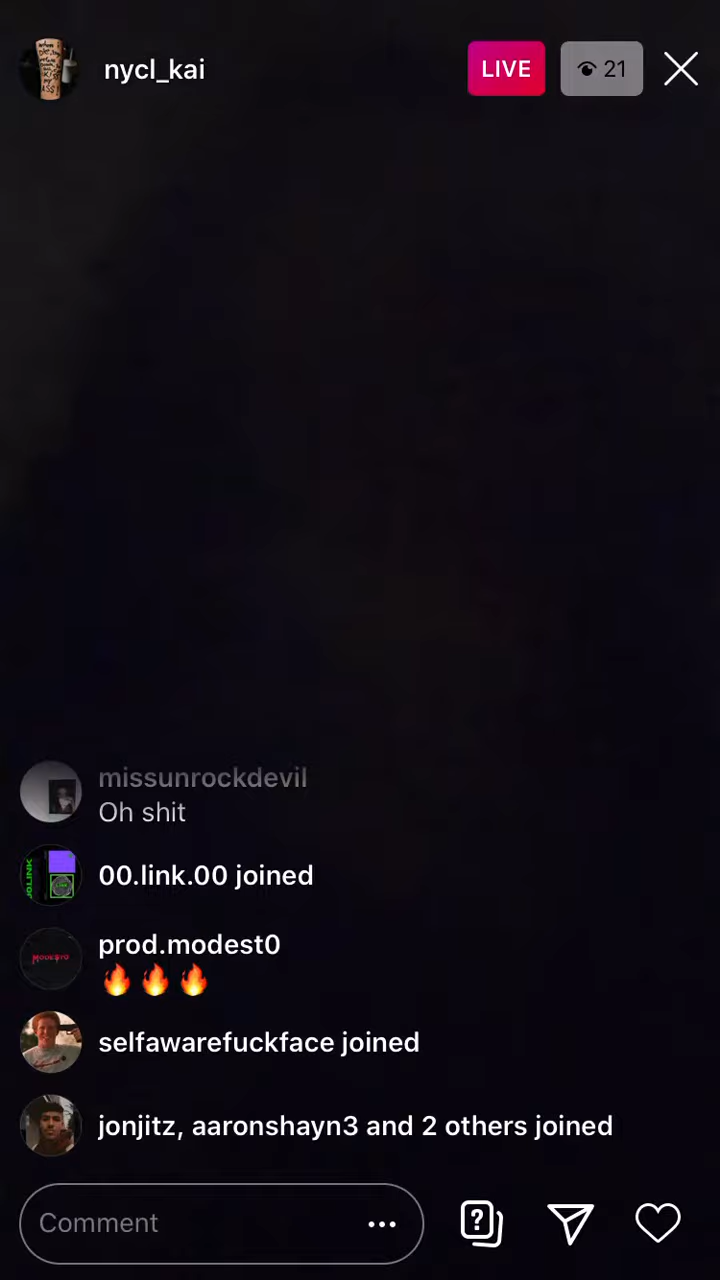 nycl_kai
LIVE
21
missunrockdevil
Oh shit
00.link.00 joined
prod.modest0
🔥🔥🔥
selfawarefuckface joined
jonjitz, aaronshayn3 and 2 others joined
Comment